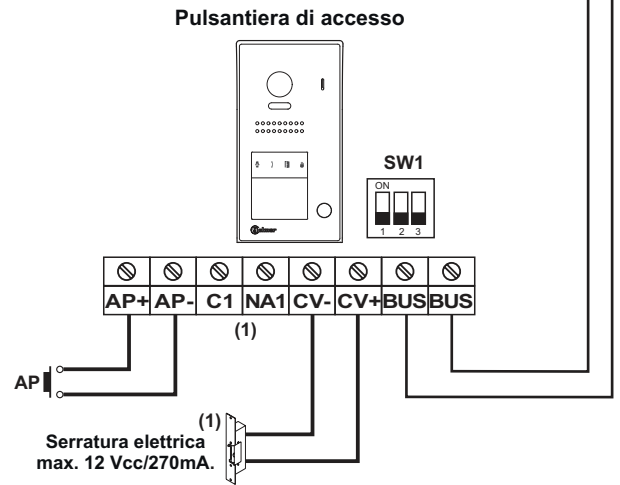 Pulsantiera di accesso
SW1
ON
1 2 3
AP+ AP- C1 NA1 CV- CV+ BUS BUS
(1)
AP
(1)
Serratura elettrica
max. 12 Vcc/270mA.